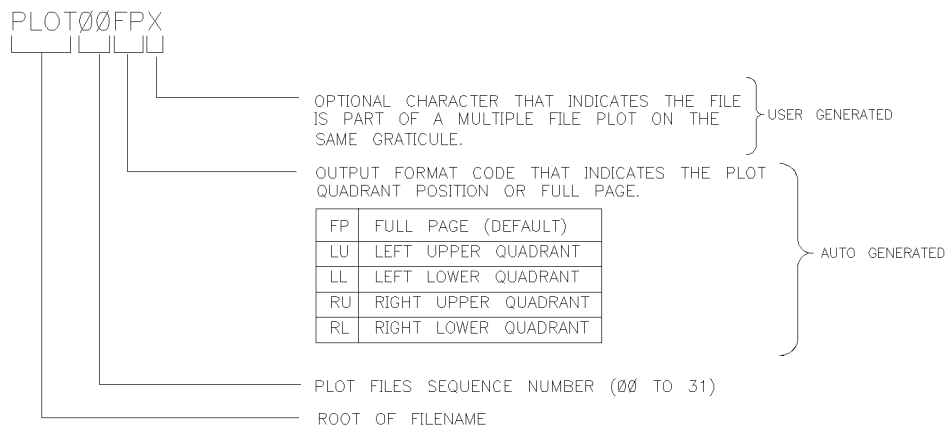 PLOTØØFPX
OPTIONAL CHARACTER THAT INDICATES THE FILE
IS PART OF A MULTIPLE FILE PLOT ON THE
SAME GRATICULE.
USER GENERATED
OUTPUT FORMAT CODE THAT INDICATES THE PLOT
QUADRANT POSITION OR FULL PAGE.
FP FULL PAGE (DEFAULT)
LU LEFT UPPER QUADRANT
LL LEFT LOWER QUADRANT
RU RIGHT UPPER QUADRANT
RL RIGHT LOWER QUADRANT
AUTO GENERATED
PLOT FILES SEQUENCE NUMBER (ØØ TO 31)
ROOT OF FILENAME